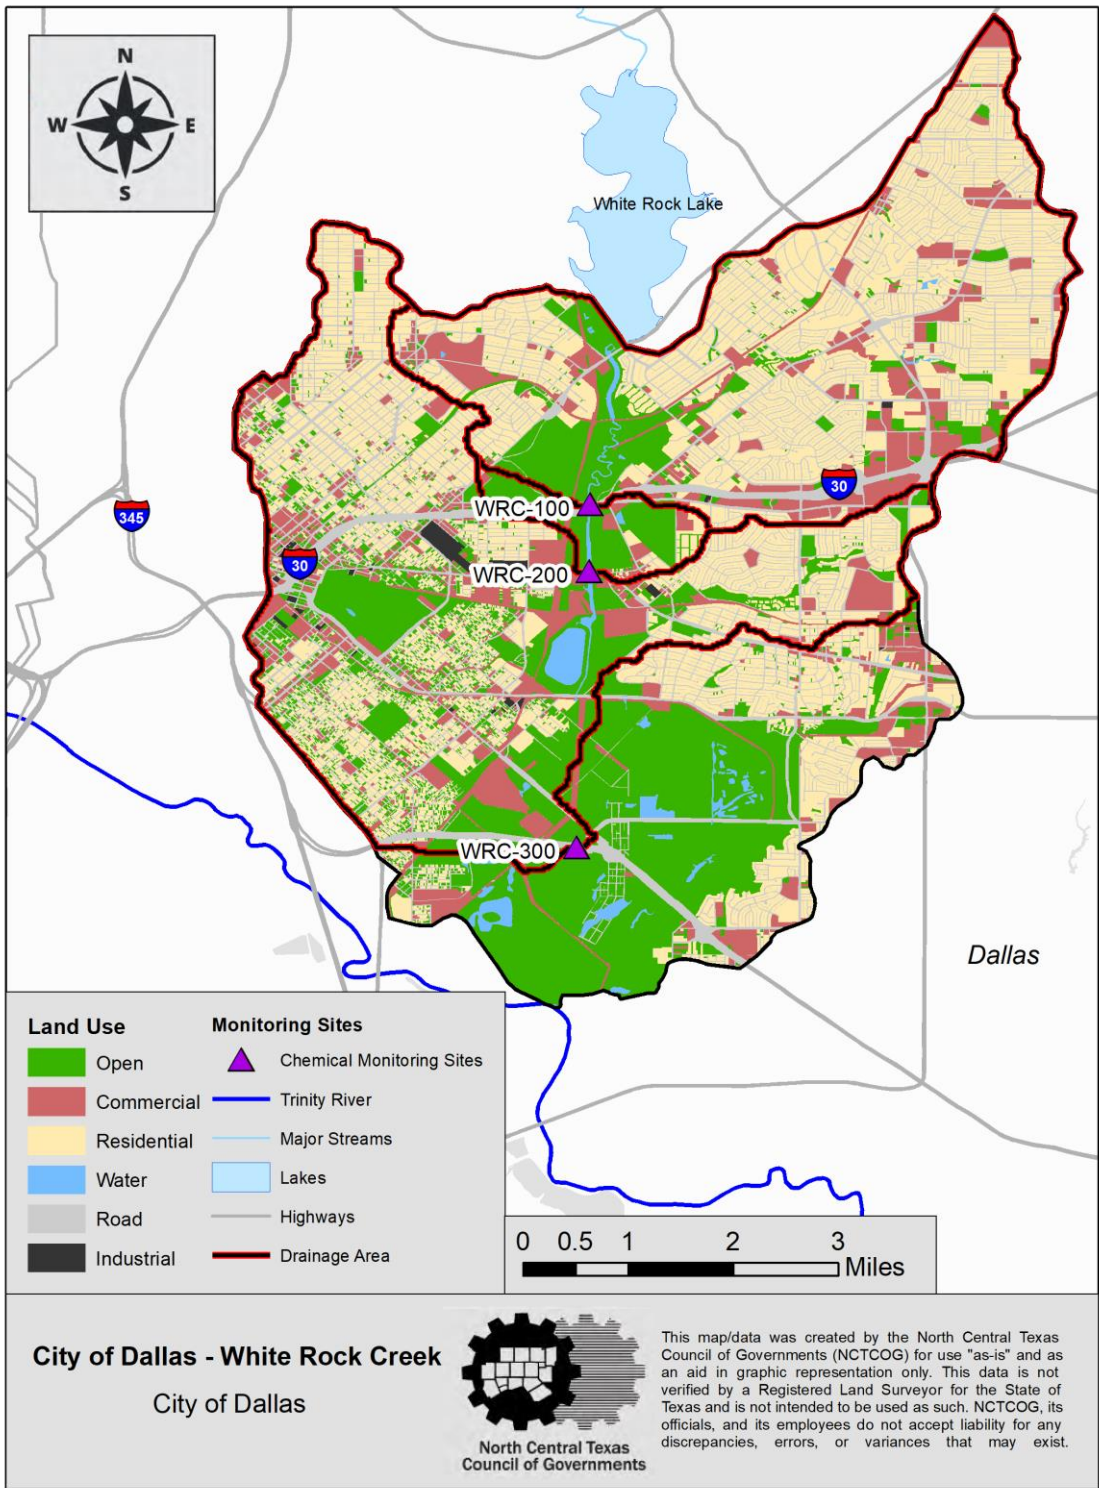 N
W
E
S
White Rock Lake
30
345
WRC-100
30
WRC-200
WRC-300
Dallas
Land Use
Open
Commercial
Residential
Water
Road
Industrial
Monitoring Sites
Chemical Monitoring Sites
Trinity River
Major Streams
Lakes
Highways
Drainage Area
0 0.5 1 2 3
Miles
City of Dallas - White Rock Creek
City of Dallas
North Central Texas
Council of Governments
This map/data was created by the North Central Texas
Council of Governments (NCTCOG) for use "as-is" and as
an aid in graphic representation only. This data is not
verified by a Registered Land Surveyor for the State of
Texas and is not intended to be used as such. NCTCOG, its
officials, and its employees do not accept liability for any
discrepancies, errors, or variances that may exist.